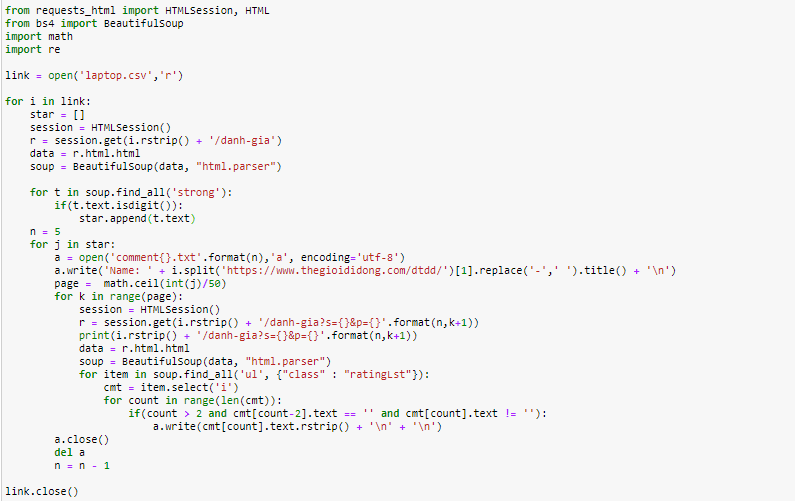 from requests_html import HTMLSession, HTML
from bs4 import BeautifulSoup
import math
import re

link = open('laptop.csv','r')

for i in link:
    star = []
    session = HTMLSession()
    r = session.get(i.rstrip() + '/danh-gia')
    data = r.html.html
    soup = BeautifulSoup(data, "html.parser")

    for t in soup.find_all('strong'):
        if(t.text.isdigit()):
            star.append(t.text)
    n = 5
    for j in star:
        a = open('comment{}.txt'.format(n),'a', encoding='utf-8')
        a.write('Name: ' + i.split('https://www.thegioididong.com/dtdd/')[1].replace('-',' ').title() + '\n')
        page =  math.ceil(int(j)/50)
        for k in range(page):
            session = HTMLSession()
            r = session.get(i.rstrip() + '/danh-gia?s={}&p={}'.format(n,k+1))
            print(i.rstrip() + '/danh-gia?s={}&p={}'.format(n,k+1))
            data = r.html.html
            soup = BeautifulSoup(data, "html.parser")
            for item in soup.find_all('ul', {"class" : "ratingLst"}):
                cmt = item.select('i')
                for count in range(len(cmt)):
                    if(count > 2 and cmt[count-2].text == '' and cmt[count].text != ''):
                        a.write(cmt[count].text.rstrip() + '\n' + '\n')
        a.close()
        del a
        n = n - 1

link.close()